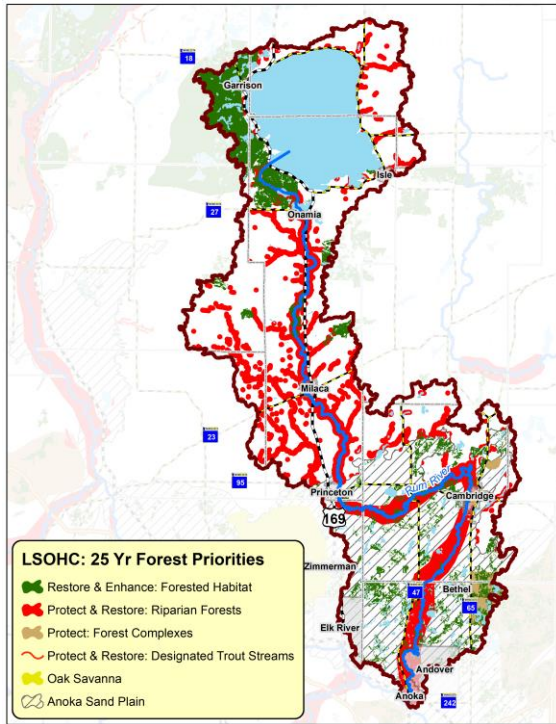 18
Garrison
Isle
27
Onamia
Milaca
23
95
Princeton
Rum River
Cambridge
169
Zimmerman
47
Bethel
65
Elk River
Andover
Anoka
242
LSOHC: 25 Yr Forest Priorities
Restore & Enhance: Forested Habitat
Protect & Restore: Riparian Forests
Protect: Forest Complexes
Protect & Restore: Designated Trout Streams
Oak Savanna
Anoka Sand Plain